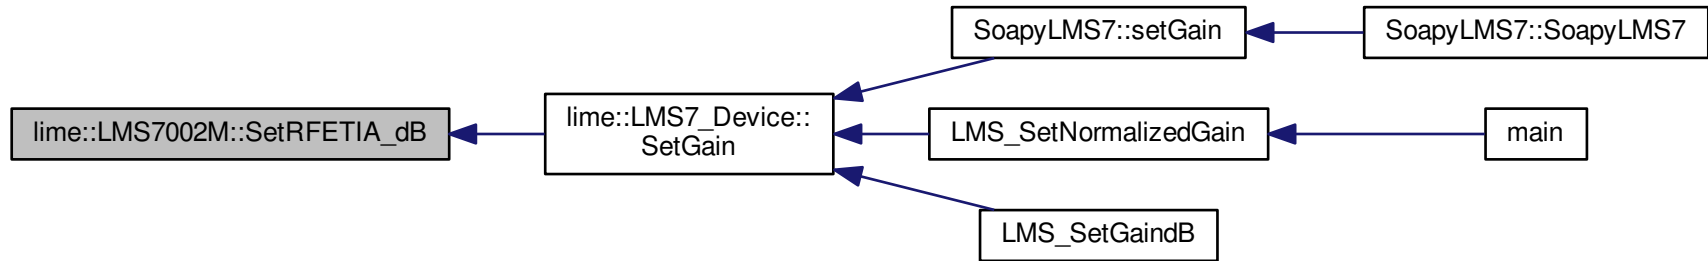 lime::LMS7002M::SetRFETIA_dB
lime::LMS7_Device::
SetGain
SoapyLMS7::setGain
SoapyLMS7::SoapyLMS7
LMS_SetNormalizedGain
main
LMS_SetGaindB